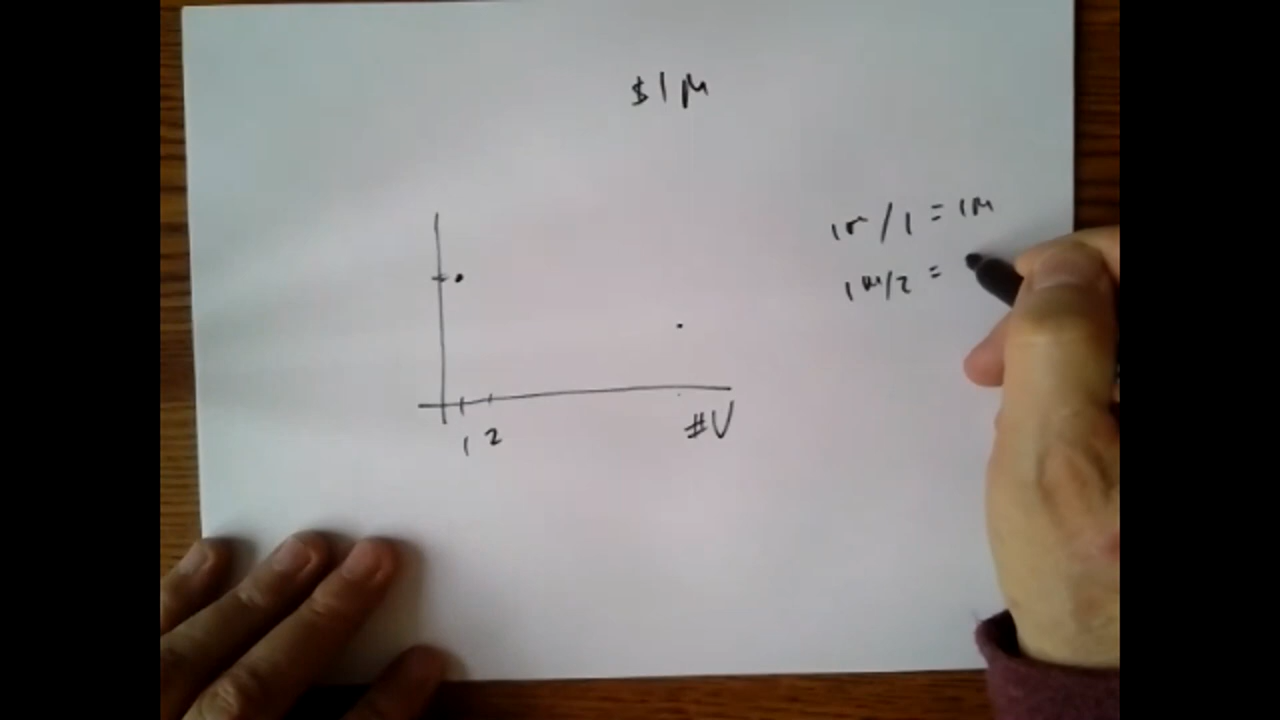 $1M
1M/1 = 1M
1M/2 =
1 2
#V